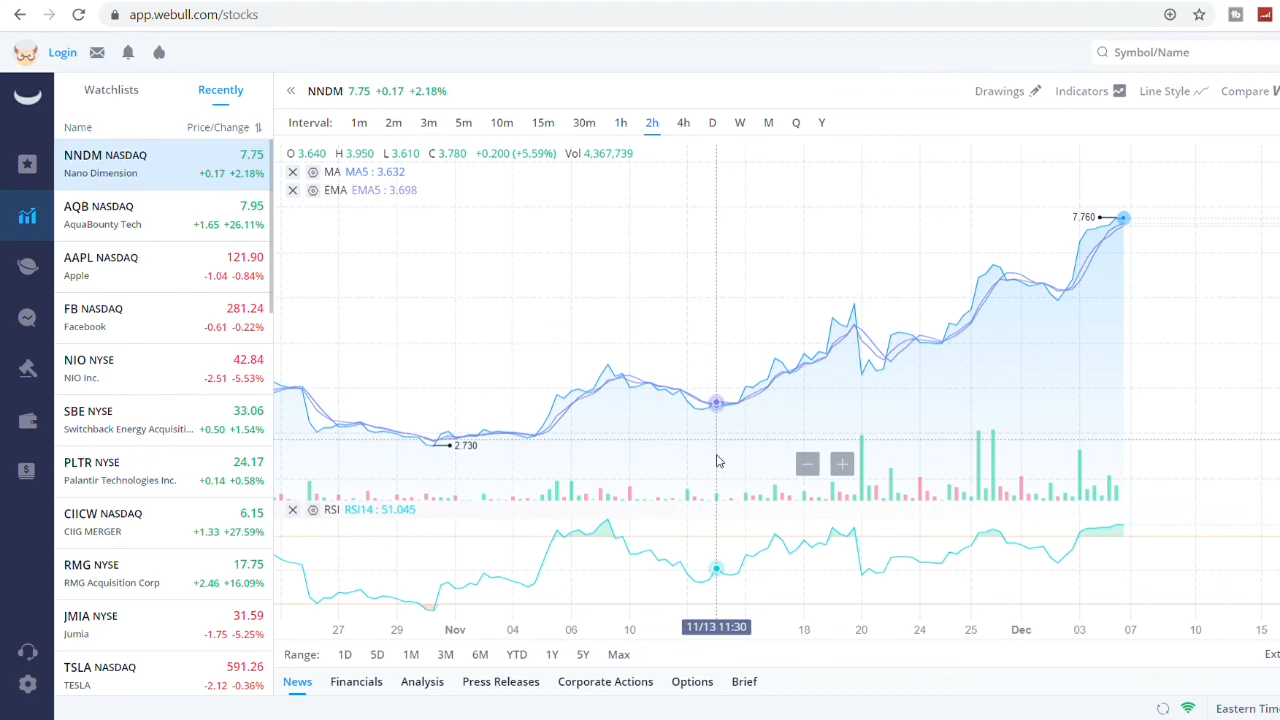 app.webull.com/stocks
Login
Symbol/Name
Watchlists
Recently
NNDM 7.75 +0.17 +2.18%
Drawings
Indicators
Line Style
Compare
Name
Price/Change
Interval: 1m 2m 3m 5m 10m 15m 30m 1h 2h 4h D W M Q Y
NNDM NASDAQ 7.75
Nano Dimension +0.17 +2.18%
AQB NASDAQ 7.95
AquaBounty Tech +1.65 +26.11%
AAPL NASDAQ 121.90
Apple -1.04 -0.84%
FB NASDAQ 281.24
Facebook -0.61 -0.22%
NIO NYSE 42.84
NIO Inc. -2.51 -5.53%
SBE NYSE 33.06
Switchback Energy Acquisiti... +0.50 +1.54%
PLTR NYSE 24.17
Palantir Technologies Inc. +0.14 +0.58%
CIICW NASDAQ 6.15
CIIG MERGER +1.33 +27.59%
RMG NYSE 17.75
RMG Acquisition Corp +2.46 +16.09%
JMIA NYSE 31.59
Jumia -1.75 -5.25%
TSLA NASDAQ 591.26
TESLA -2.12 -0.36%
O 3.640 H 3.950 L 3.610 C 3.780 +0.200 (+5.59%) Vol 4,367,739
MA MA5 : 3.632
EMA EMA5 : 3.698
7.760
2.730
RSI RSI14 : 51.045
27 29 Nov 04 06 10 11/13 11:30 18 20 24 25 Dec 03 07 10 15
Range: 1D 5D 1M 3M 6M YTD 1Y 5Y Max
Ext
News Financials Analysis Press Releases Corporate Actions Options Brief
Eastern Tim